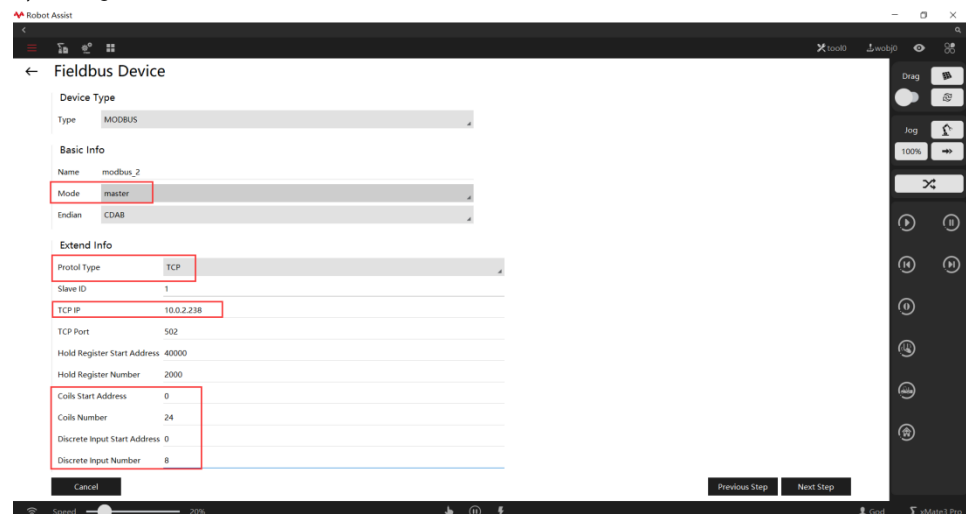 Robot Assist
tool0 wobj0
Fieldbus Device
Device Type
Type MODBUS
Basic Info
Name modbus_2
Mode master
Endian CDAB
Extend Info
Protol Type TCP
Slave ID 1
TCP IP 10.0.2.238
TCP Port 502
Hold Register Start Address 40000
Hold Register Number 2000
Coils Start Address 0
Coils Number 24
Discrete Input Start Address 0
Discrete Input Number 8
Cancel Previous Step Next Step
Drag
Jog
100%
Speed 20% God xMate3 Pro